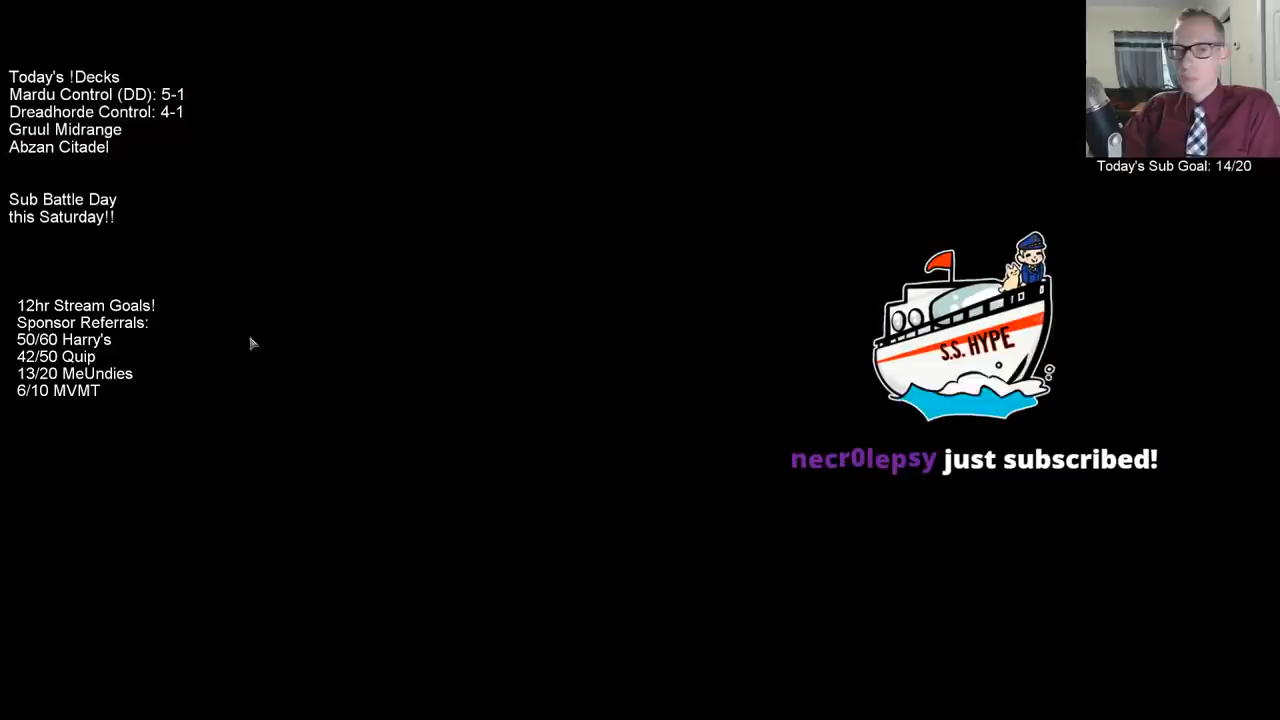 Today's !Decks
Mardu Control (DD): 5-1
Dreadhorde Control: 4-1
Gruul Midrange
Abzan Citadel
Sub Battle Day
this Saturday!!
12hr Stream Goals!
Sponsor Referrals:
50/60 Harry's
42/50 Quip
13/20 MeUndies
6/10 MVMT
Today's Sub Goal: 14/20
S.S. HYPE
necr0lepsy just subscribed!